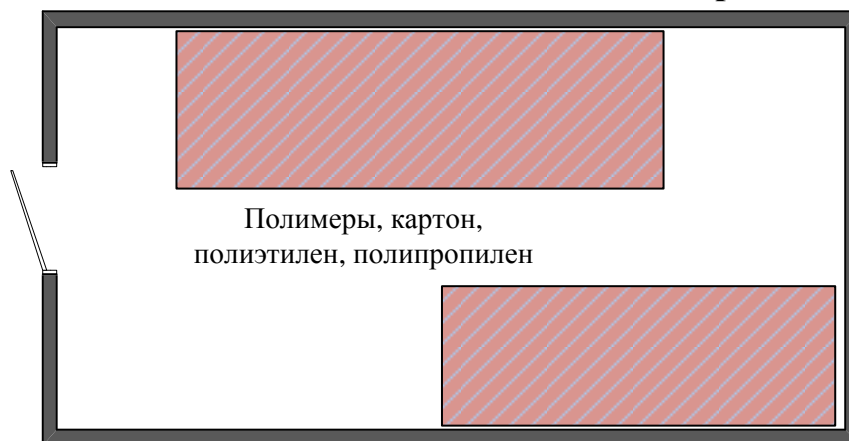 Полимеры, картон,
полиэтилен, полипропилен